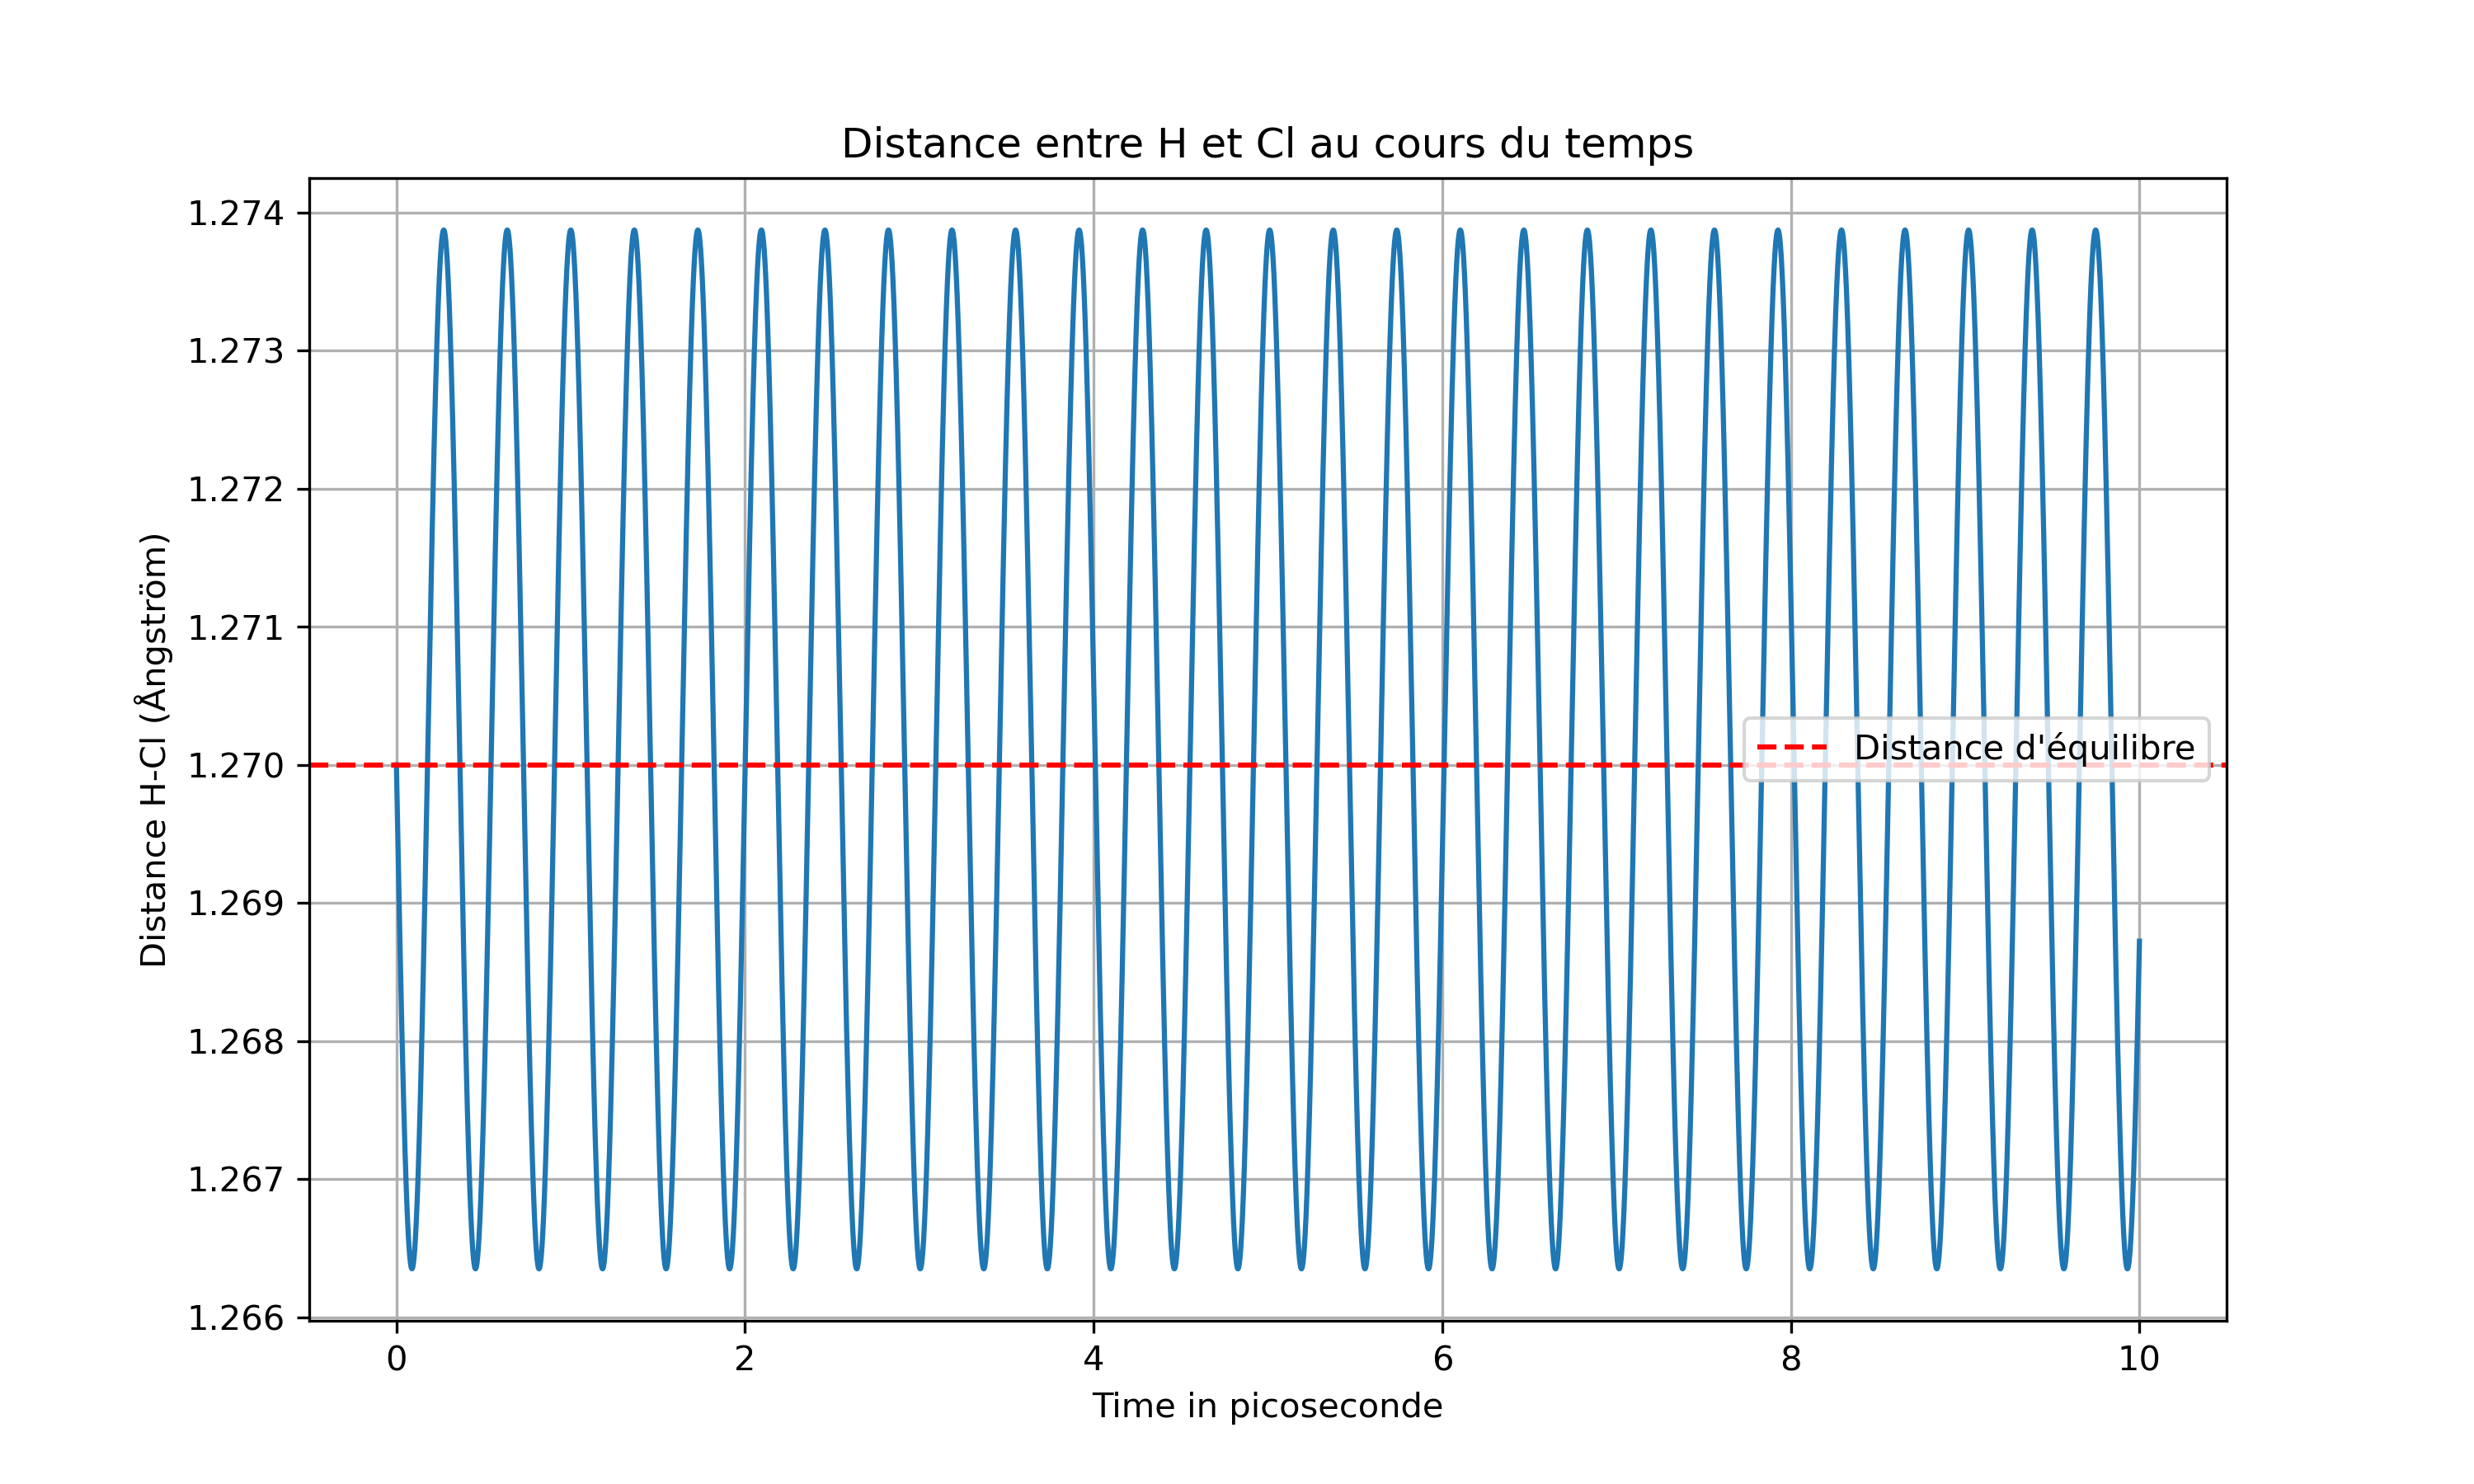 Distance entre H et Cl au cours du temps
Distance H-Cl (Ångström)
1.274
1.273
1.272
1.271
1.270
1.269
1.268
1.267
1.266
Distance d'équilibre
0 2 4 6 8 10
Time in picoseconde